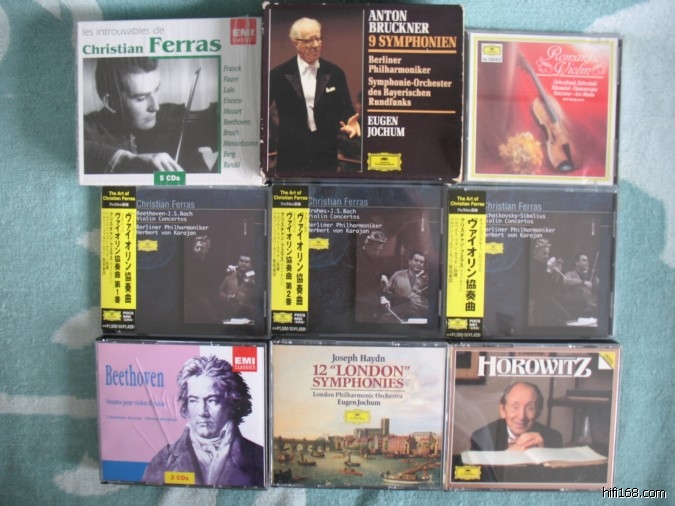 les introuvables de
Christian Ferras
EMI
CLASSICS
Franck
Fauré
Lalo
Enesco
Mozart
Beethoven
Bruch
Mendelssohn
Berg
5 CDs
ANTON
BRUCKNER
9 SYMPHONIEN
Berliner
Philharmoniker
Symphonie-Orchester
des Bayerischen
Rundfunks
EUGEN
JOCHUM
Romantic
Violin
The Art of
Christian Ferras
Christian Ferras
Beethoven・J.S.Bach
Violin Concertos
Berliner Philharmoniker
Herbert von Karajan
ヴァイオリン協奏曲 第1番
The Art of
Christian Ferras
Christian Ferras
Brahms・J.S.Bach
Violin Concertos
Berliner Philharmoniker
Herbert von Karajan
ヴァイオリン協奏曲 第2番
The Art of
Christian Ferras
Christian Ferras
Tchaikovsky・Sibelius
Violin Concertos
Berliner Philharmoniker
Herbert von Karajan
ヴァイオリン協奏曲
Beethoven
EMI
CLASSICS
3 CDs
Joseph Haydn
12 "LONDON"
SYMPHONIES
London Philharmonic Orchestra
Eugen Jochum
HOROWITZ
hifi168.com